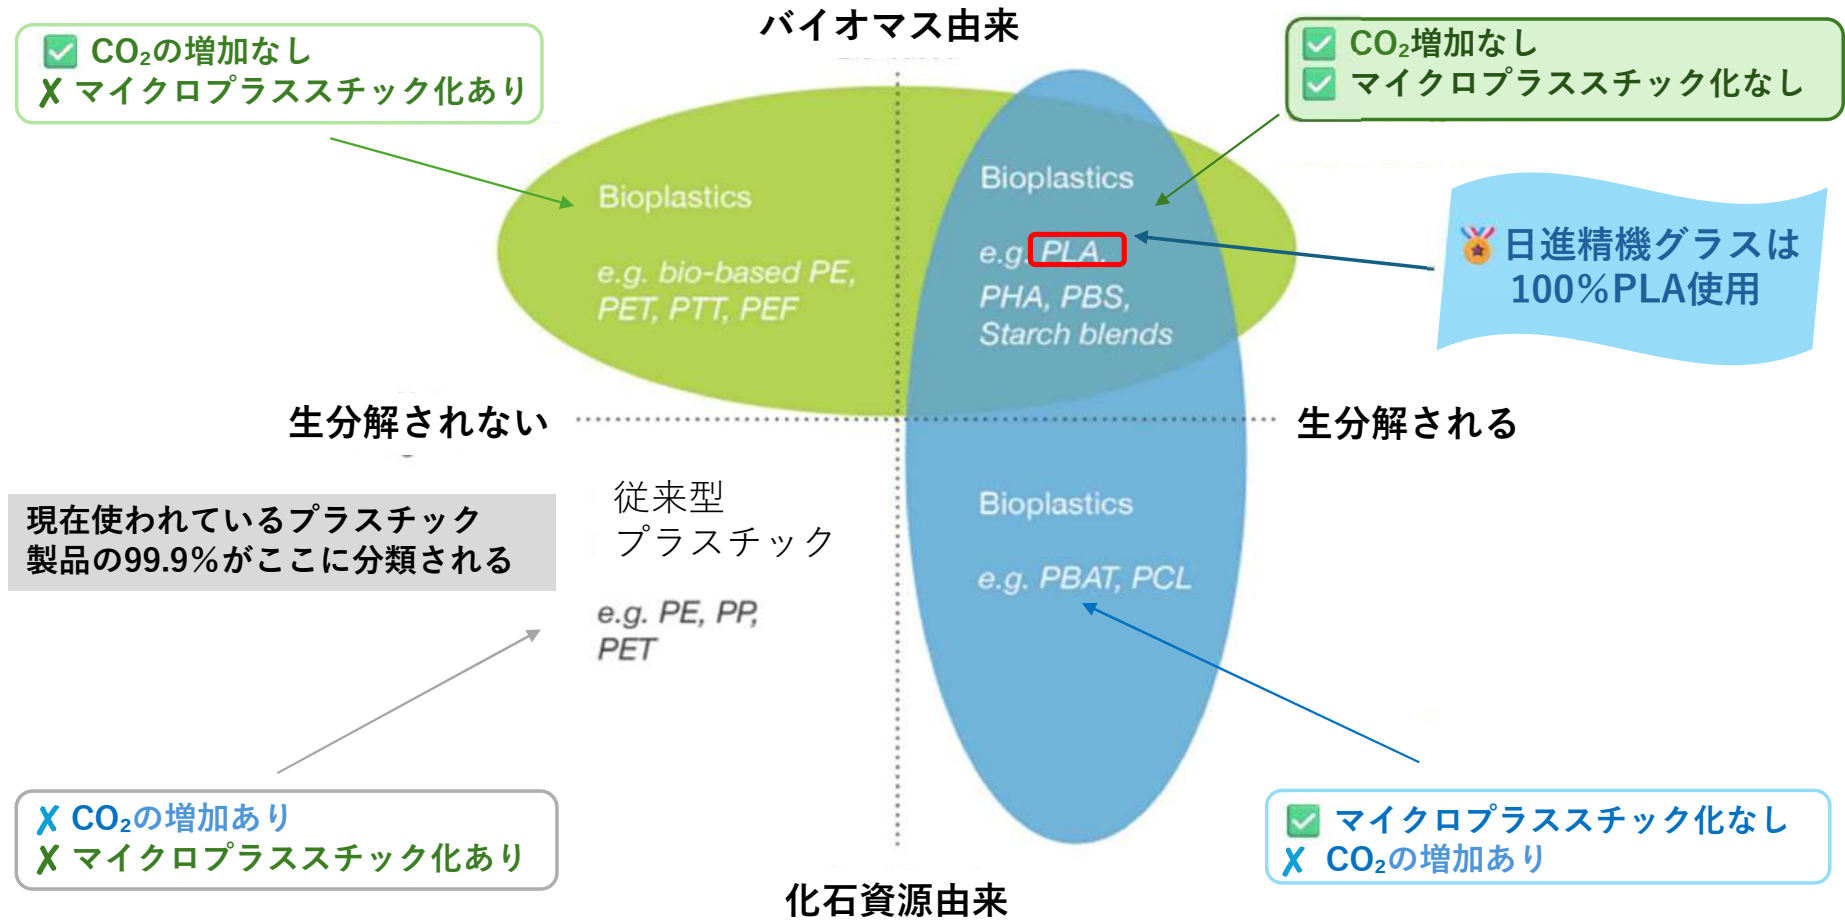 バイオマス由来
✅ CO₂の増加なし
✗ マイクロプラススチック化あり
✅ CO₂増加なし
✅ マイクロプラススチック化なし
Bioplastics
e.g. bio-based PE,
PET, PTT, PEF
Bioplastics
e.g. PLA,
PHA, PBS,
Starch blends
🏅日進精機グラスは
100%PLA使用
生分解されない
生分解される
現在使われているプラスチック
製品の99.9%がここに分類される
従来型
プラスチック
e.g. PE, PP,
PET
Bioplastics
e.g. PBAT, PCL
✗ CO₂の増加あり
✗ マイクロプラススチック化あり
✅ マイクロプラススチック化なし
✗ CO₂の増加あり
化石資源由来